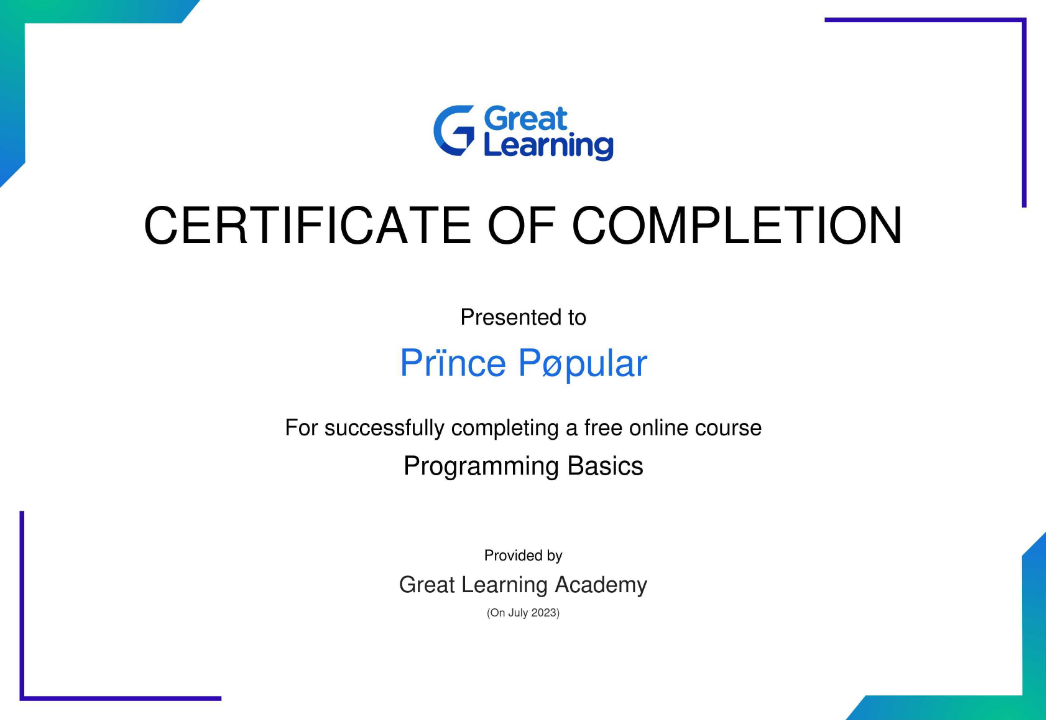 Great
Learning
CERTIFICATE OF COMPLETION
Presented to
Prïnce Pøpular
For successfully completing a free online course
Programming Basics
Provided by
Great Learning Academy
(On July 2023)